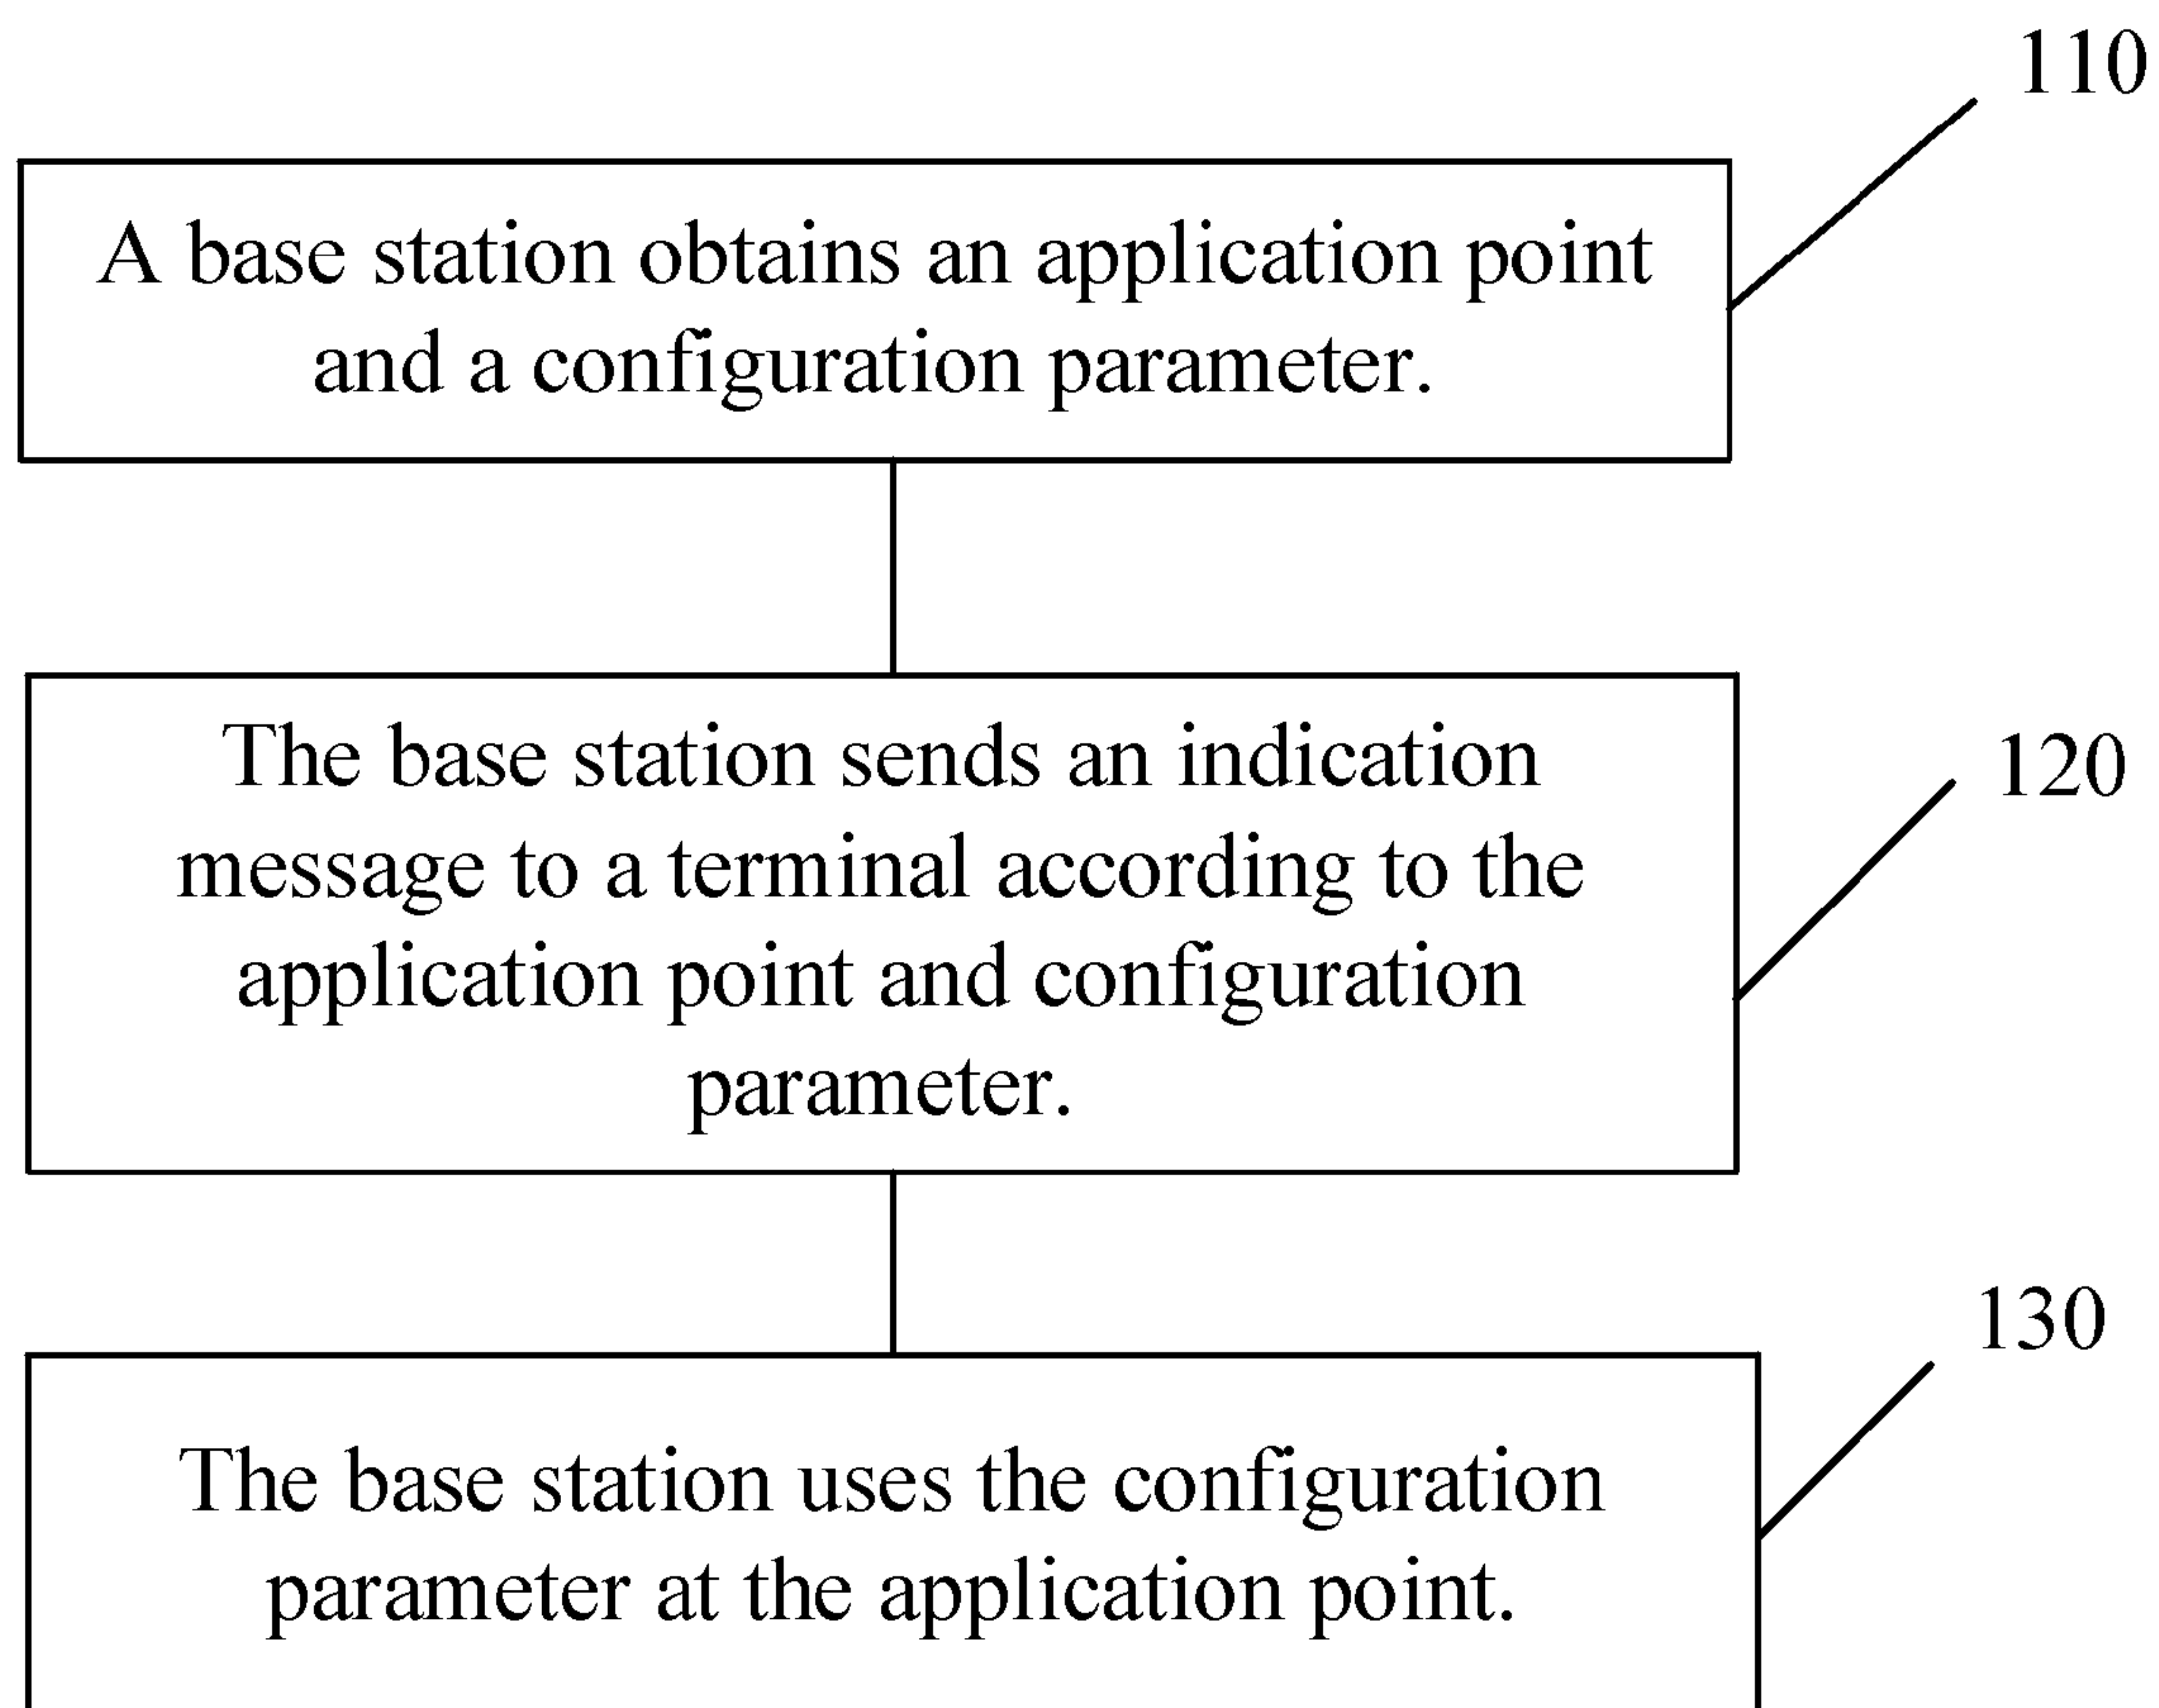 110
A base station obtains an application point
and a configuration parameter.
The base station sends an indication
message to a terminal according to the
application point and configuration
parameter.
120
130
The base station uses the configuration
parameter at the application point.